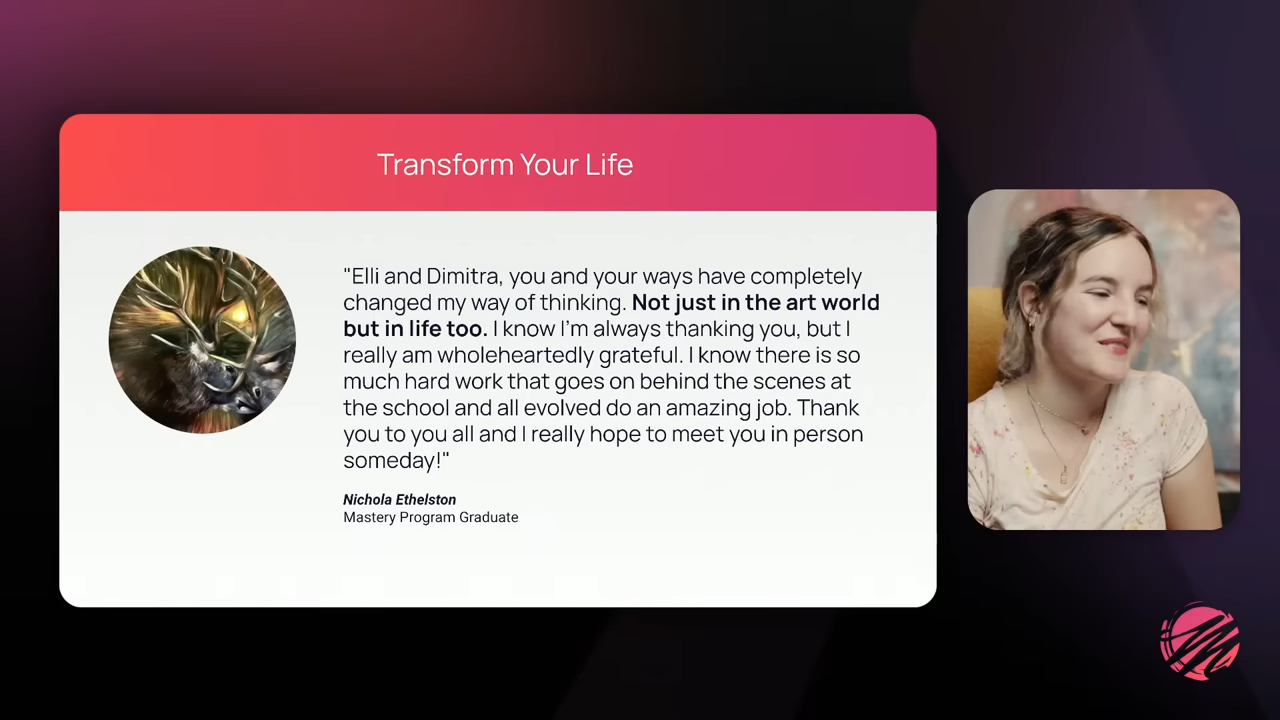 Transform Your Life
"Elli and Dimitra, you and your ways have completely
changed my way of thinking. Not just in the art world
but in life too. I know I'm always thanking you, but I
really am wholeheartedly grateful. I know there is so
much hard work that goes on behind the scenes at
the school and all evolved do an amazing job. Thank
you to you all and I really hope to meet you in person
someday!"
Nichola Ethelston
Mastery Program Graduate